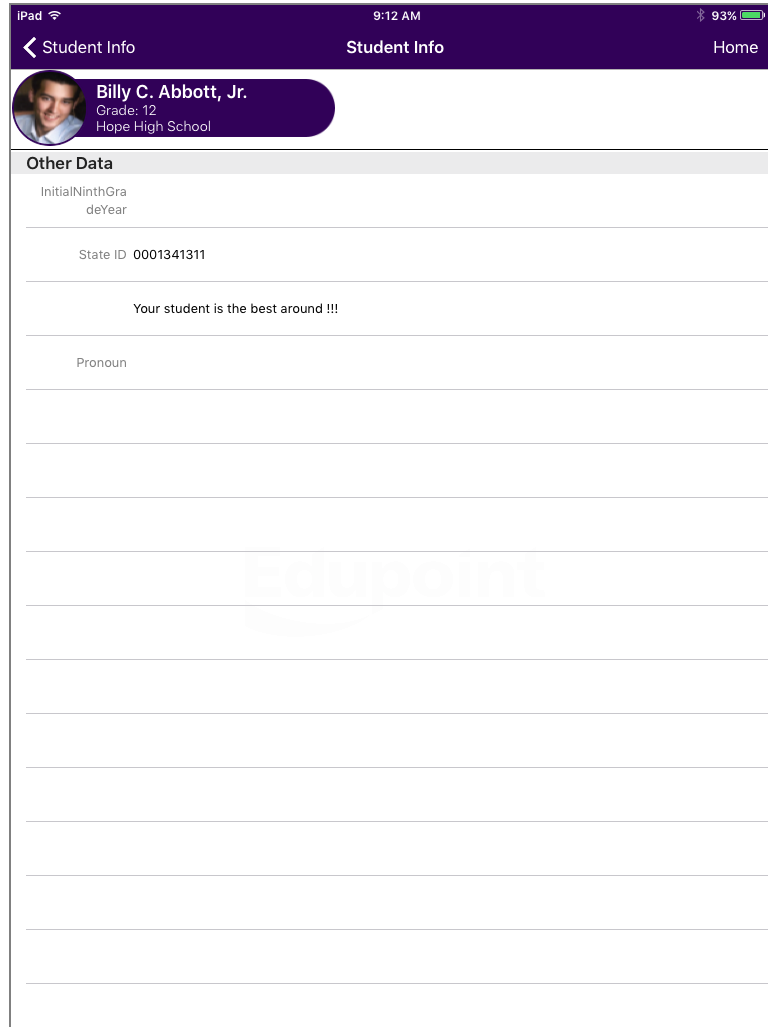 iPad 9:12 AM 93%
Student Info Student Info Home
Billy C. Abbott, Jr.
Grade: 12
Hope High School
Other Data
InitialNinthGra
deYear
State ID 0001341311
Your student is the best around !!!
Pronoun
Edupoint